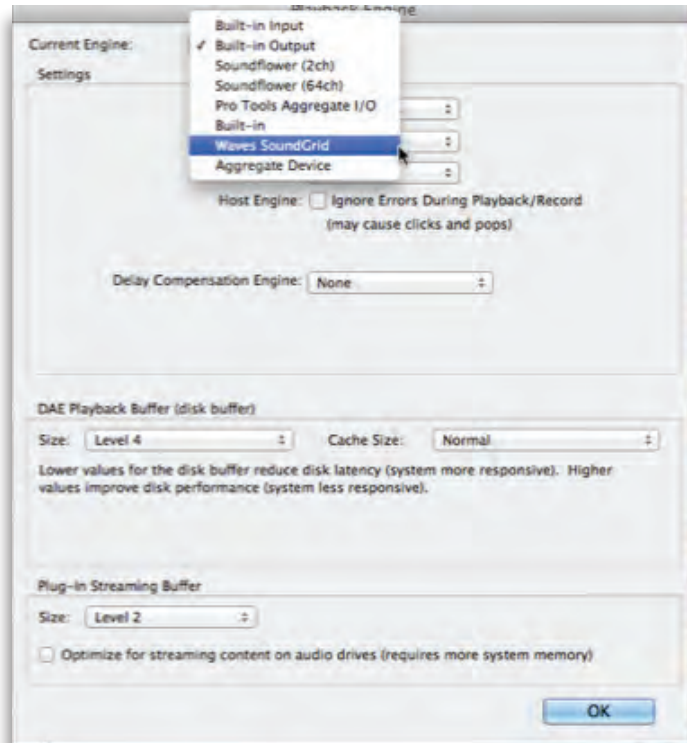 Playback Engine
Current Engine:
Built-in Input
✓ Built-in Output
Soundflower (2ch)
Soundflower (64ch)
Pro Tools Aggregate I/O
Built-in
Waves SoundGrid
Aggregate Device
Settings
Host Engine: Ignore Errors During Playback/Record
(may cause clicks and pops)
Delay Compensation Engine: None
DAE Playback Buffer (disk buffer)
Size: Level 4 Cache Size: Normal
Lower values for the disk buffer reduce disk latency (system more responsive). Higher
values improve disk performance (system less responsive).
Plug-in Streaming Buffer
Size: Level 2
Optimize for streaming content on audio drives (requires more system memory)
OK